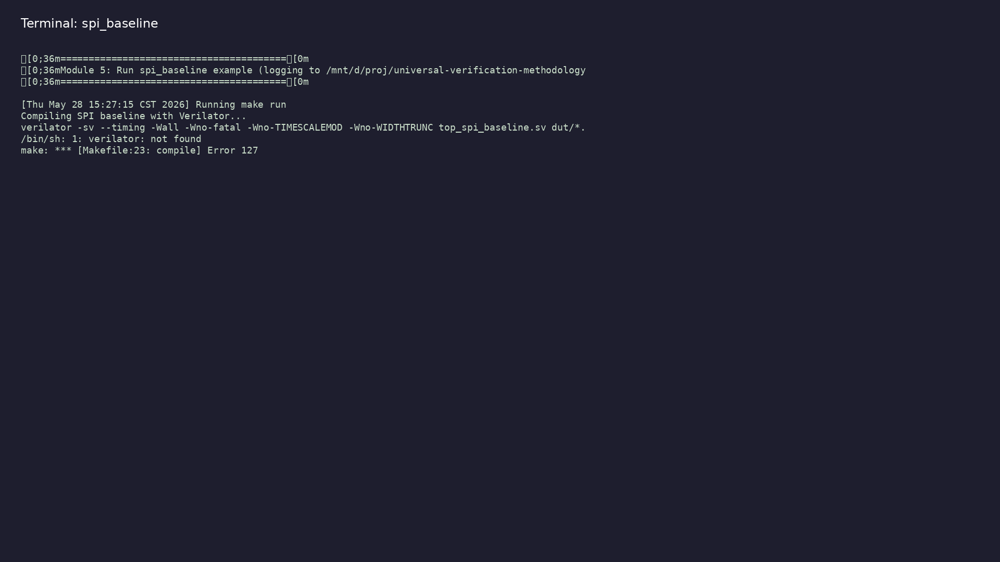 Terminal: spi_baseline
[0;36m========================================[0m
[0;36mModule 5: Run spi_baseline example (logging to /mnt/d/proj/universal-verification-methodology
[0;36m========================================[0m
[Thu May 28 15:27:15 CST 2026] Running make run
Compiling SPI baseline with Verilator...
verilator -sv --timing -Wall -Wno-fatal -Wno-TIMESCALEMOD -Wno-WIDTHTRUNC top_spi_baseline.sv dut/*.
/bin/sh: 1: verilator: not found
make: *** [Makefile:23: compile] Error 127